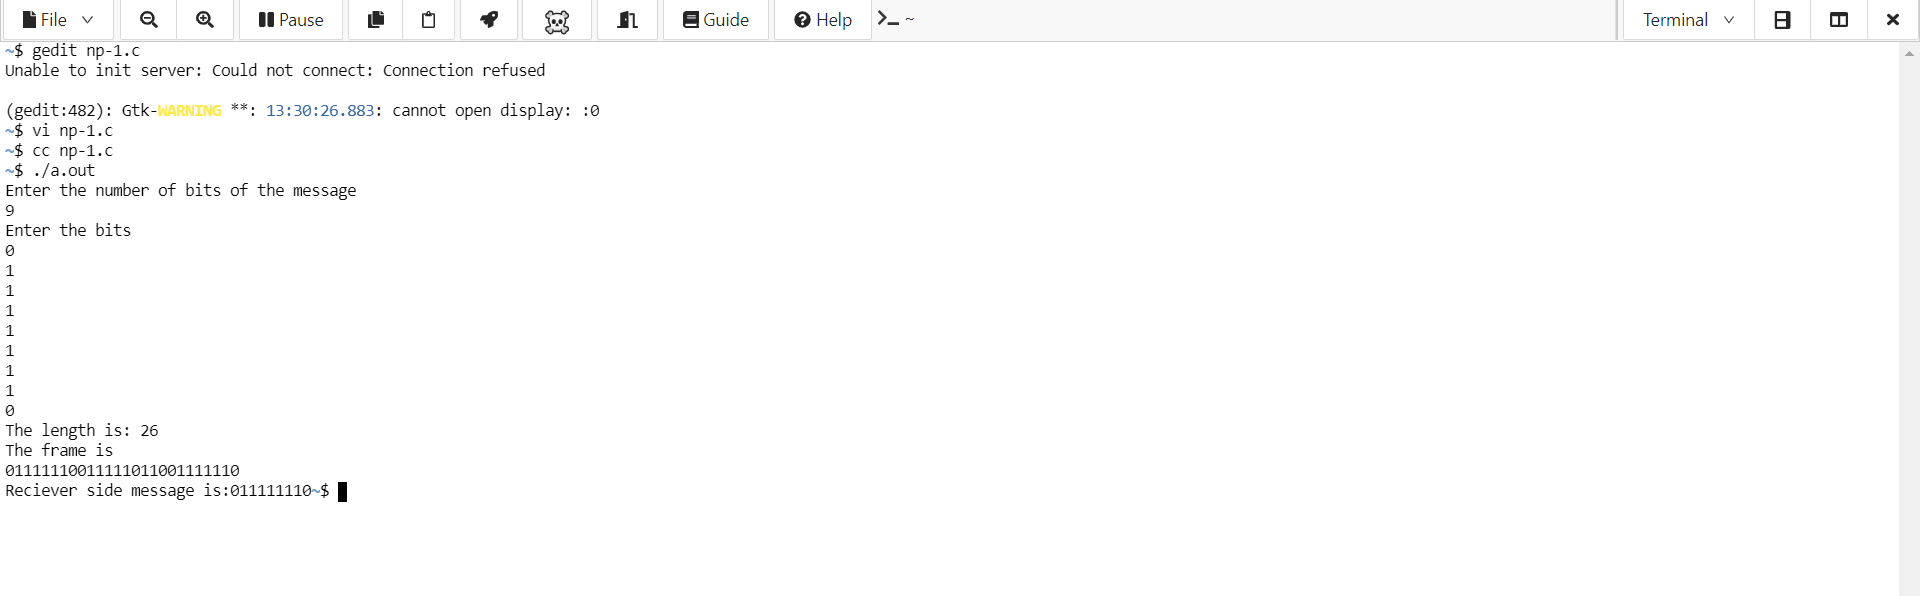 File Pause Guide Help ~ Terminal
~$ gedit np-1.c
Unable to init server: Could not connect: Connection refused
(gedit:482): Gtk-WARNING **: 13:30:26.883: cannot open display: :0
~$ vi np-1.c
~$ cc np-1.c
~$ ./a.out
Enter the number of bits of the message
9
Enter the bits
0
1
1
1
1
1
1
1
0
The length is: 26
The frame is
01111110011111011001111110
Reciever side message is:011111110~$